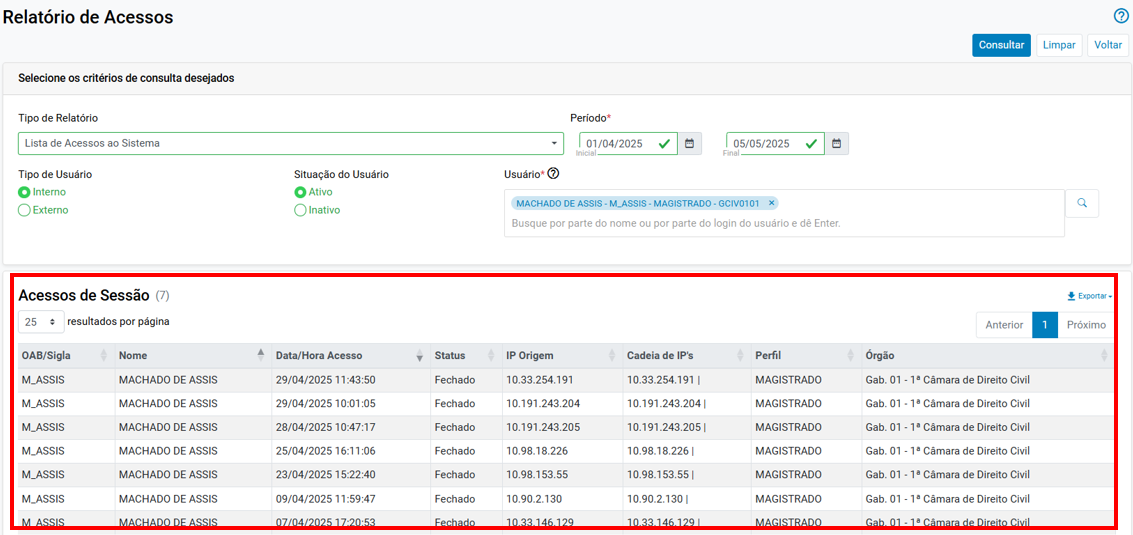 Relatório de Acessos
Consultar Limpar Voltar
Selecione os critérios de consulta desejados
Tipo de Relatório Período*
Lista de Acessos ao Sistema 01/04/2025 05/05/2025
Inicial Final
Tipo de Usuário Situação do Usuário Usuário*
Interno Ativo MACHADO DE ASSIS - M_ASSIS - MAGISTRADO - GCIV0101 ×
Externo Inativo Busque por parte do nome ou por parte do login do usuário e dê Enter.
Acessos de Sessão (7) Exportar
25 resultados por página Anterior 1 Próximo
OAB/Sigla Nome Data/Hora Acesso Status IP Origem Cadeia de IP's Perfil Órgão
M_ASSIS MACHADO DE ASSIS 29/04/2025 11:43:50 Fechado 10.33.254.191 10.33.254.191 | MAGISTRADO Gab. 01 - 1ª Câmara de Direito Civil
M_ASSIS MACHADO DE ASSIS 29/04/2025 10:01:05 Fechado 10.191.243.204 10.191.243.204 | MAGISTRADO Gab. 01 - 1ª Câmara de Direito Civil
M_ASSIS MACHADO DE ASSIS 28/04/2025 10:47:17 Fechado 10.191.243.205 10.191.243.205 | MAGISTRADO Gab. 01 - 1ª Câmara de Direito Civil
M_ASSIS MACHADO DE ASSIS 25/04/2025 16:11:06 Fechado 10.98.18.226 10.98.18.226 | MAGISTRADO Gab. 01 - 1ª Câmara de Direito Civil
M_ASSIS MACHADO DE ASSIS 23/04/2025 15:22:40 Fechado 10.98.153.55 10.98.153.55 | MAGISTRADO Gab. 01 - 1ª Câmara de Direito Civil
M_ASSIS MACHADO DE ASSIS 09/04/2025 11:59:47 Fechado 10.90.2.130 10.90.2.130 | MAGISTRADO Gab. 01 - 1ª Câmara de Direito Civil
M_ASSIS MACHADO DE ASSIS 07/04/2025 17:20:53 Fechado 10.33.146.129 10.33.146.129 | MAGISTRADO Gab. 01 - 1ª Câmara de Direito Civil